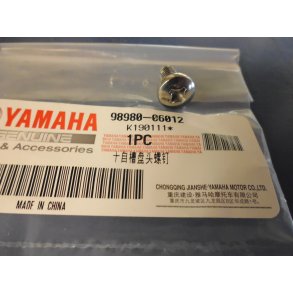 YAMAHA
98980-06012
K190111*
GENUINE
1PC
& Accessories
十自槽盘头螺钉
CHONGQING JIANSHE·YAMAHA MOTOR CO.,LTD.
MADE IN CHINA